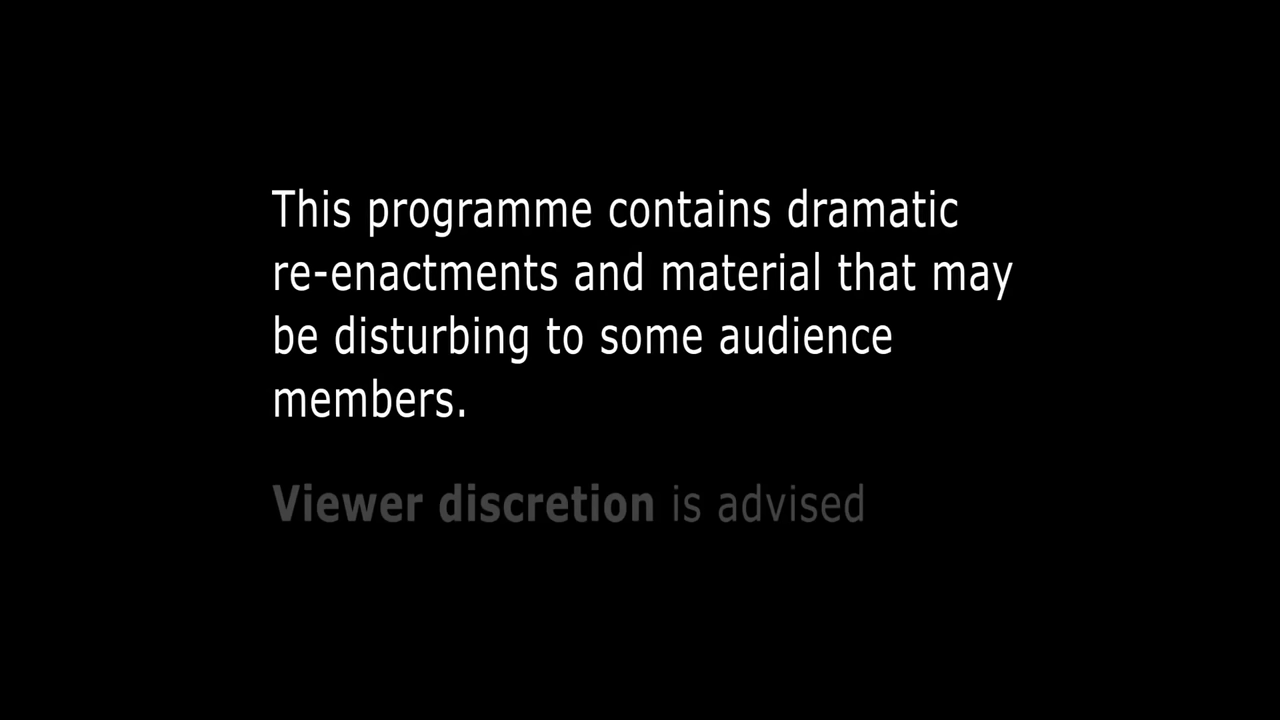 This programme contains dramatic
re-enactments and material that may
be disturbing to some audience
members.
Viewer discretion is advised